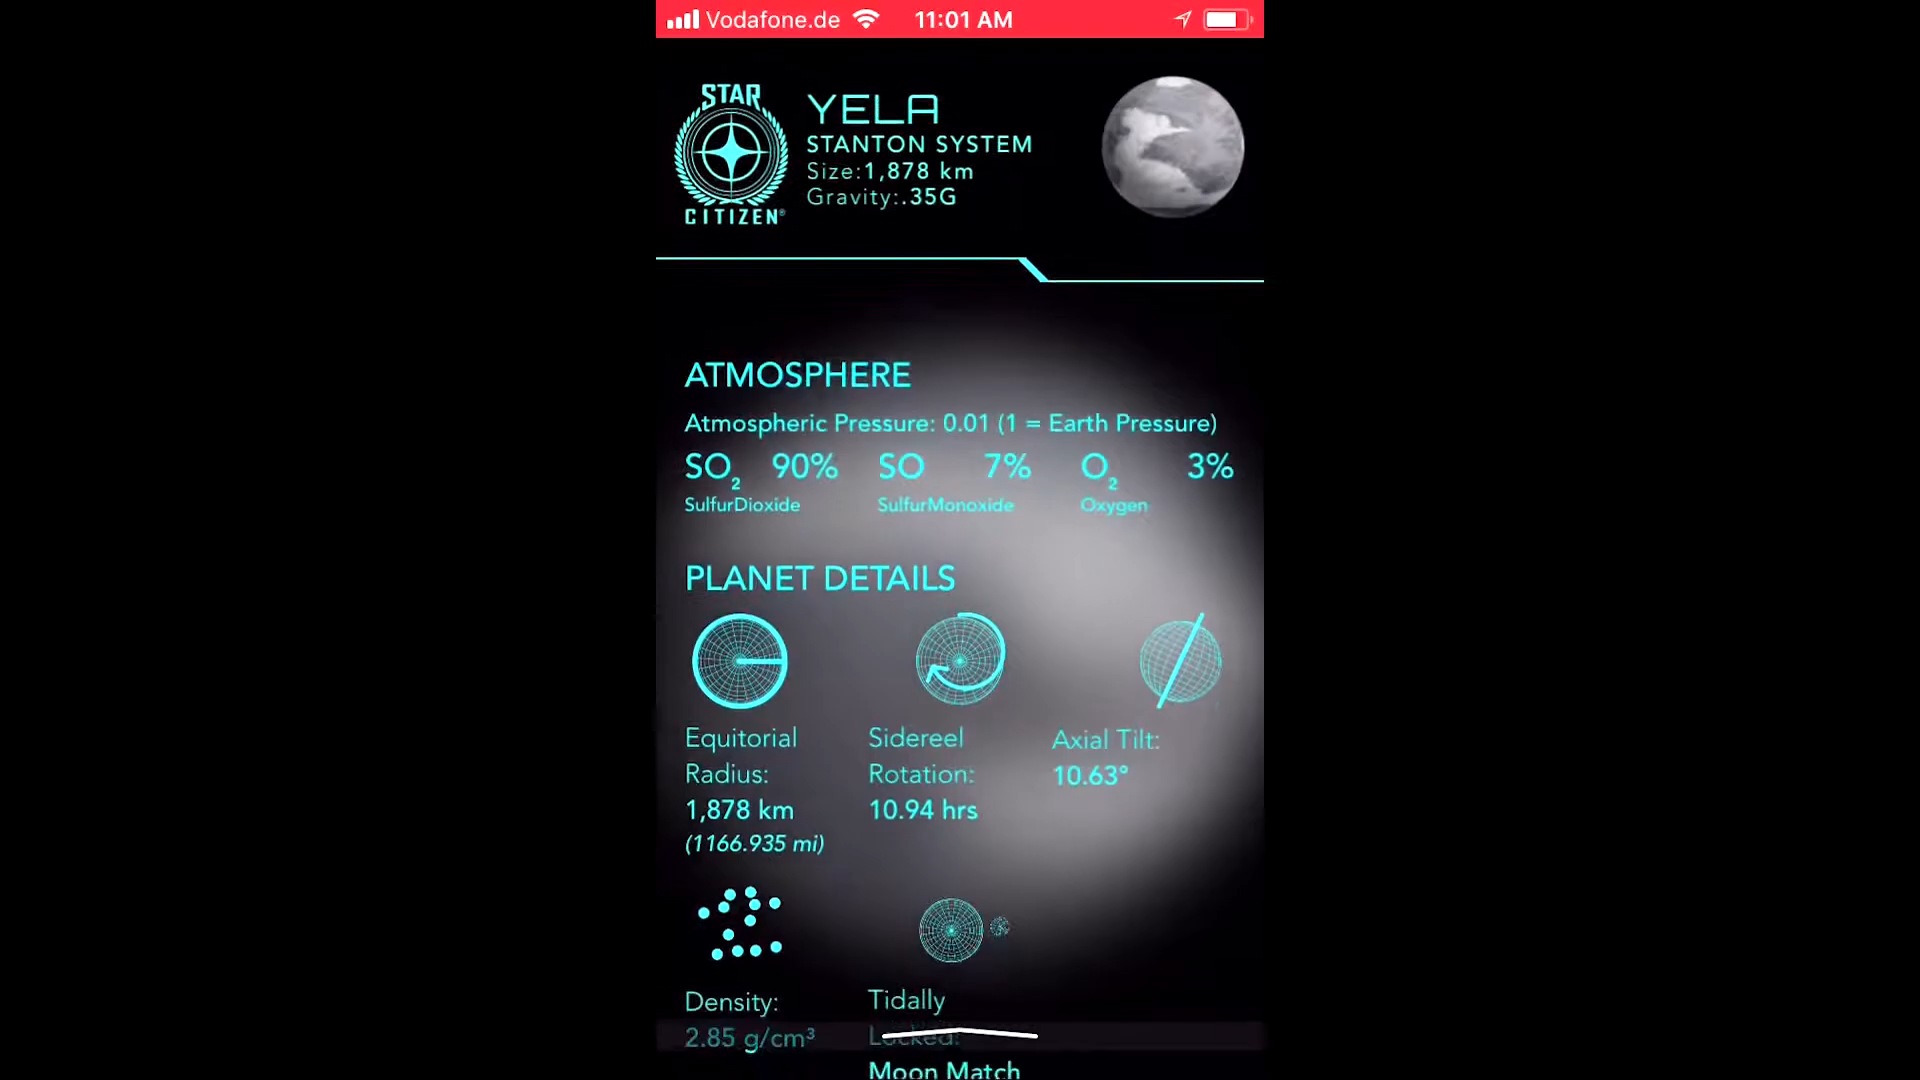 Vodafone.de 11:01 AM
STAR
CITIZEN®
YELA
STANTON SYSTEM
Size:1,878 km
Gravity:.35G
ATMOSPHERE
Atmospheric Pressure: 0.01 (1 = Earth Pressure)
SO₂ 90% SO 7% O₂ 3%
SulfurDioxide SulfurMonoxide Oxygen
PLANET DETAILS
Equitorial
Radius:
1,878 km
(1166.935 mi)
Sidereel
Rotation:
10.94 hrs
Axial Tilt:
10.63°
Density:
2.85 g/cm³
Tidally
Locked:
Moon Match